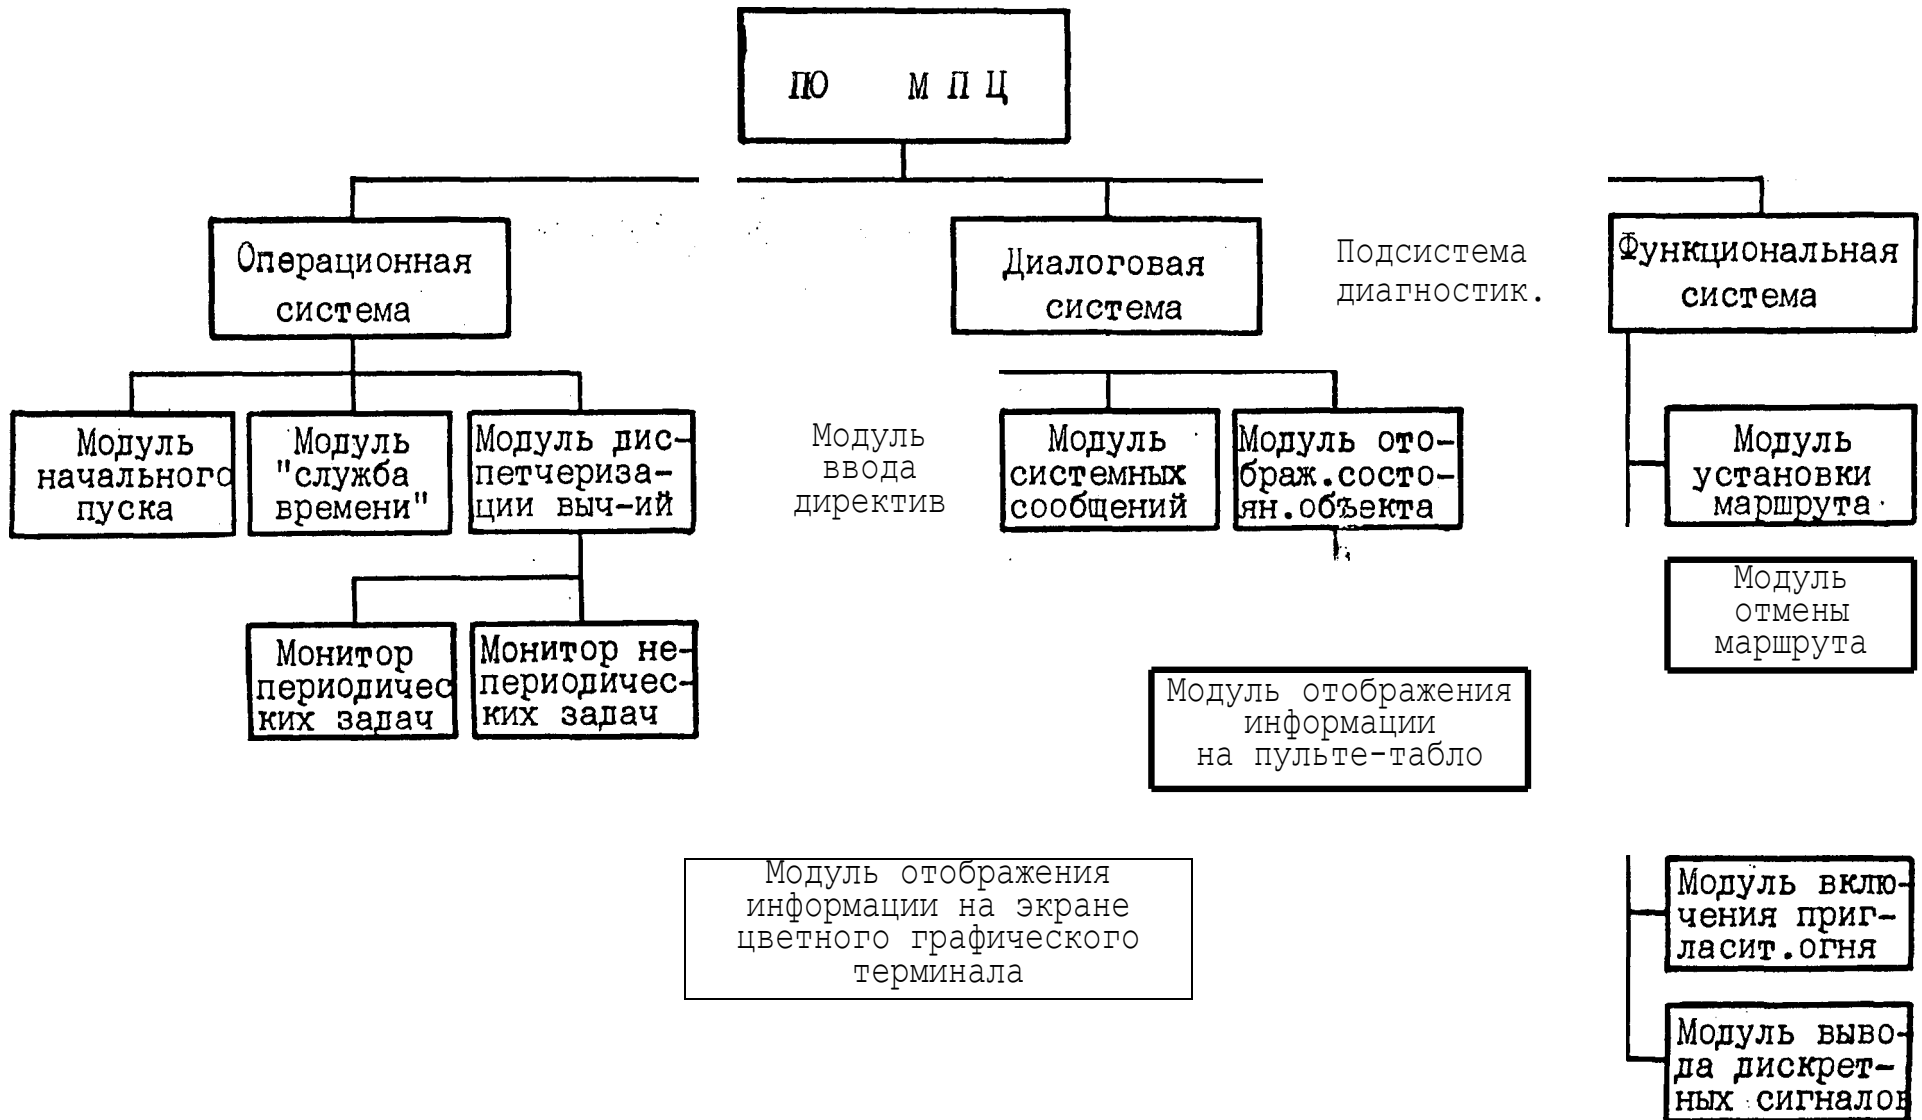 ПО М П Ц
Операционная
система
Диалоговая
система
Подсистема
диагностик.
Функциональная
система
Модуль
начального
пуска
Модуль
"служба
времени"
Модуль дис-
петчериза-
ции выч-ий
Модуль
ввода
директив
Модуль
системных
сообщений
Модуль ото-
браж.состо-
ян.объекта
Модуль
установки
маршрута
Модуль
отмены
маршрута
Монитор
периодичес
ких задач
Монитор не-
периодичес-
ких задач
Модуль отображения
информации
на пульте-табло
Модуль отображения
информации на экране
цветного графического
терминала
Модуль вклю-
чения приг-
ласит.огня
Модуль выво-
да дискрет-
ных сигналов